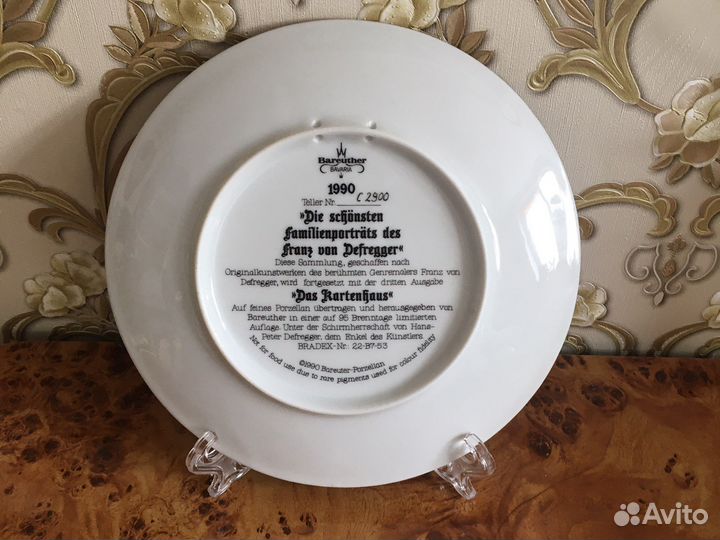 Bareuther
BAVARIA
1990
Teller Nr. C 2900
»Die schönsten
Familienporträts des
Franz von Defregger«
Diese Sammlung, geschaffen nach
Originalkunstwerken des berühmten Genremalers Franz von
Defregger, wird fortgesetzt mit der dritten Ausgabe
»Das Kartenhaus«
Auf feines Porzellan übertragen und herausgegeben von
Bareuther in einer auf 95 Brenntage limitierten
Auflage. Unter der Schirmherrschaft von Hans-
Peter Defregger, dem Enkel des Künstlers
BRADEX-Nr.: 22-B7-53
Not for food use due to rare pigments used for colour fidelity
©1990 Bareuter-Porzellan
Avito